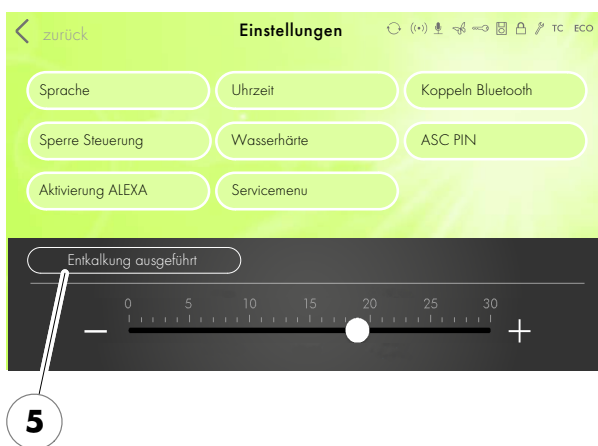 zurück Einstellungen TC ECO
Sprache Uhrzeit Koppeln Bluetooth
Sperre Steuerung Wasserhärte ASC PIN
Aktivierung ALEXA Servicemenu
Entkalkung ausgeführt
0 5 10 15 20 25 30
5